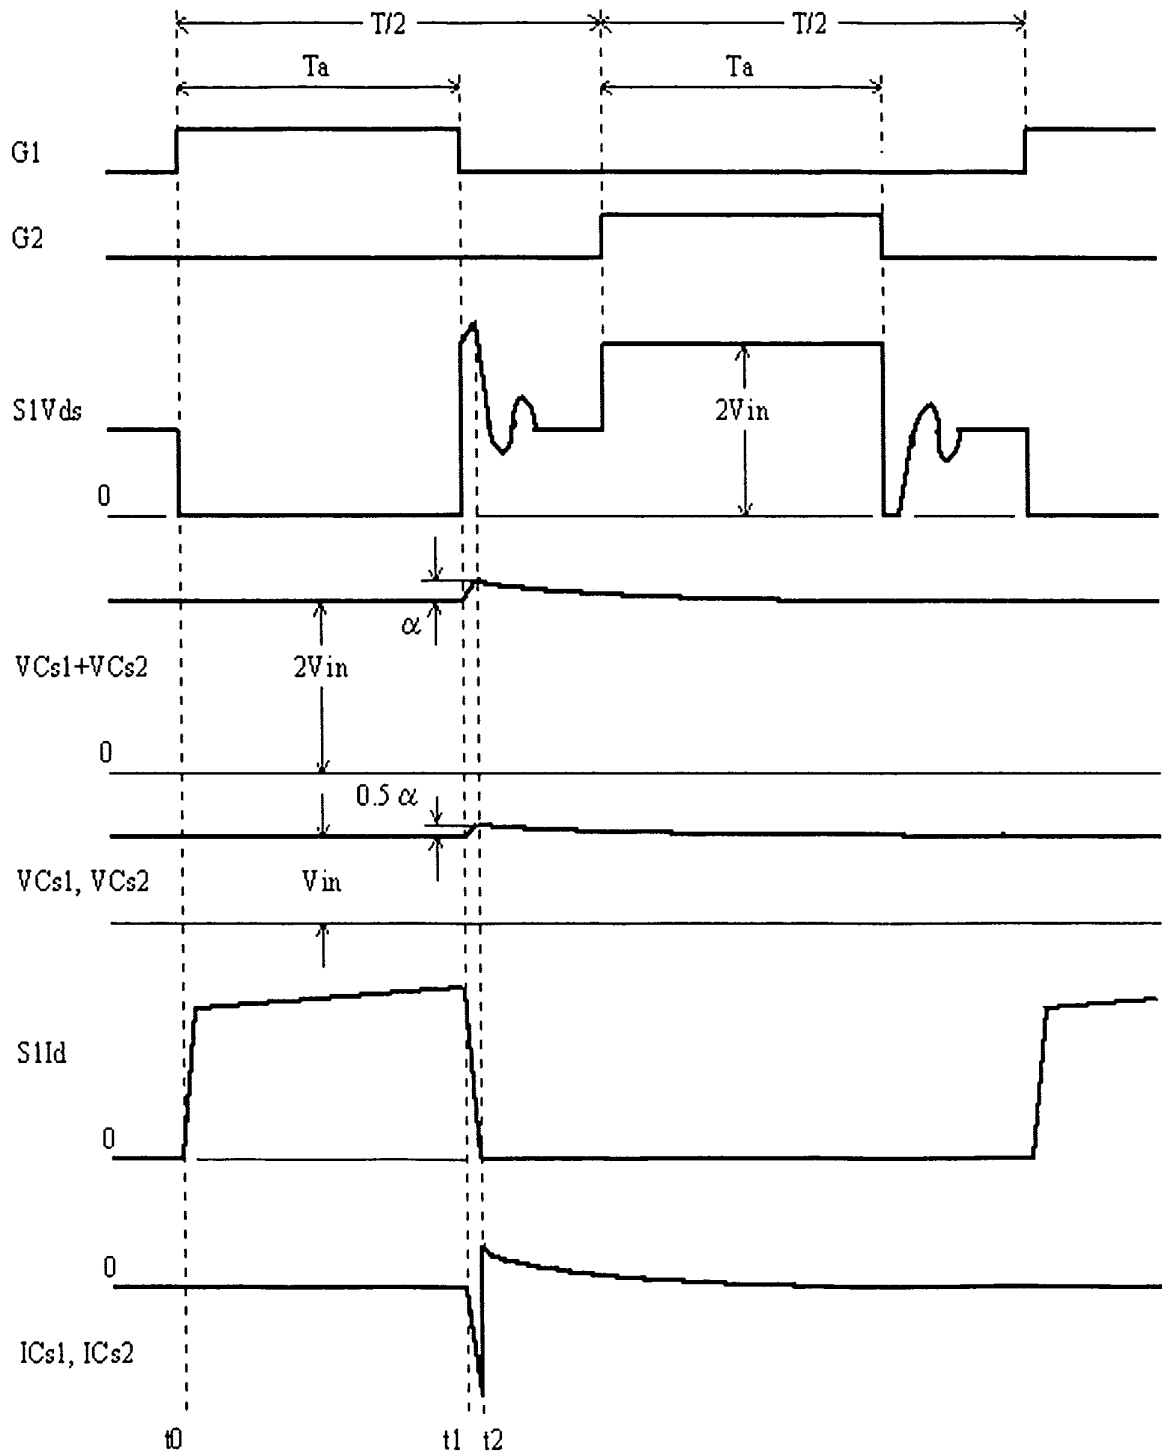 T/2 T/2
Ta Ta
G1
G2
S1Vds
2Vin
0
α
VCs1+VCs2
2Vin
0
0.5 α
VCs1, VCs2
Vin
S1Id
0
0
ICs1, ICs2
t0 t1 t2